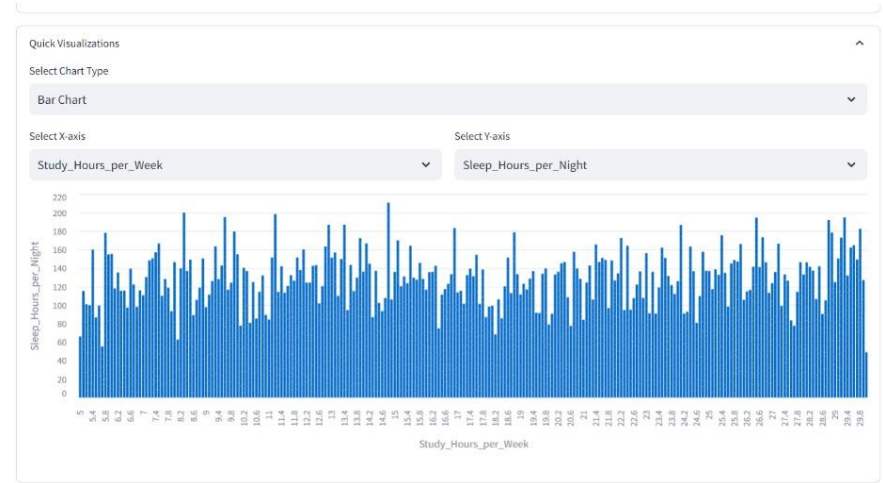 Quick Visualizations
Select Chart Type
Bar Chart
Select X-axis
Select Y-axis
Study_Hours_per_Week
Sleep_Hours_per_Night
220
200
180
160
140
120
100
80
60
40
20
0
Sleep_Hours_per_Night
5 5.4 5.8 6.2 6.6 7 7.4 7.8 8.2 8.6 9 9.4 9.8 10.2 10.6 11 11.4 11.8 12.2 12.6 13 13.4 13.8 14.2 14.6 15 15.4 15.8 16.2 16.6 17 17.4 17.8 18.2 18.6 19 19.4 19.8 20.2 20.6 21 21.4 21.8 22.2 22.6 23 23.4 23.8 24.2 24.6 25 25.4 25.8 26.2 26.6 27 27.4 27.8 28.2 28.6 29 29.4 29.8
Study_Hours_per_Week